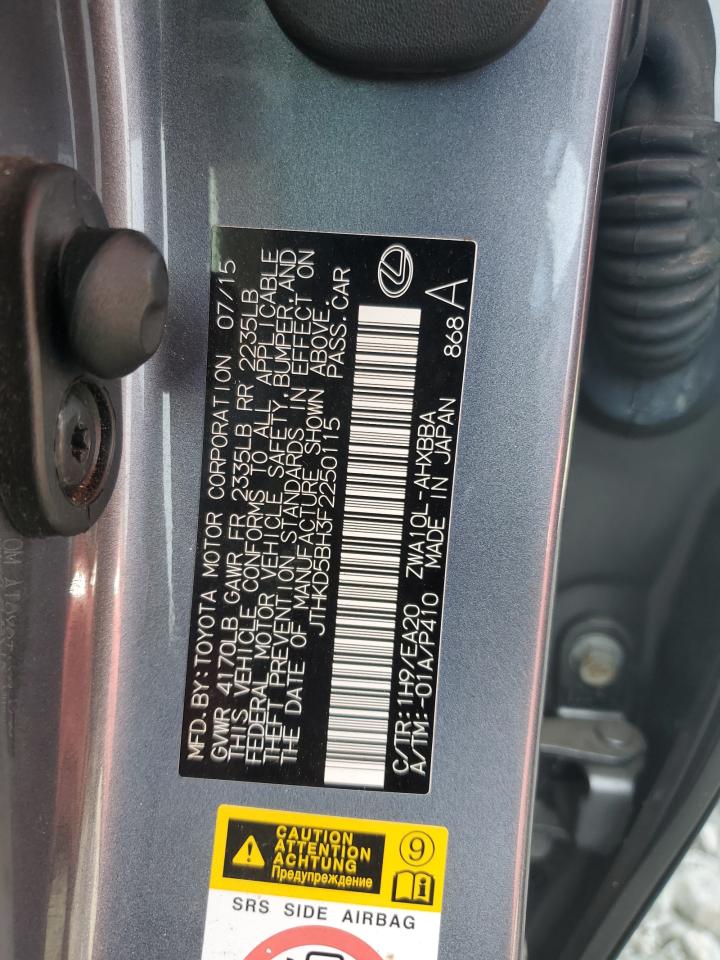 MFD. BY: TOYOTA MOTOR CORPORATION 07/15
GVWR 4170LB GAWR FR 2335LB RR 2235LB
THIS VEHICLE CONFORMS TO ALL APPLICABLE
FEDERAL MOTOR VEHICLE SAFETY, BUMPER, AND
THEFT PREVENTION STANDARDS IN EFFECT ON
THE DATE OF MANUFACTURE SHOWN ABOVE.
JTHKD5BH3F2250115 PASS. CAR
C/TR: 1H9/EA20 ZWA10L-AHXBBA
A/TM: -01A/P410 MADE IN JAPAN 868 A
CAUTION
ATTENTION
ACHTUNG
Предупреждение
9
i
SRS SIDE AIRBAG